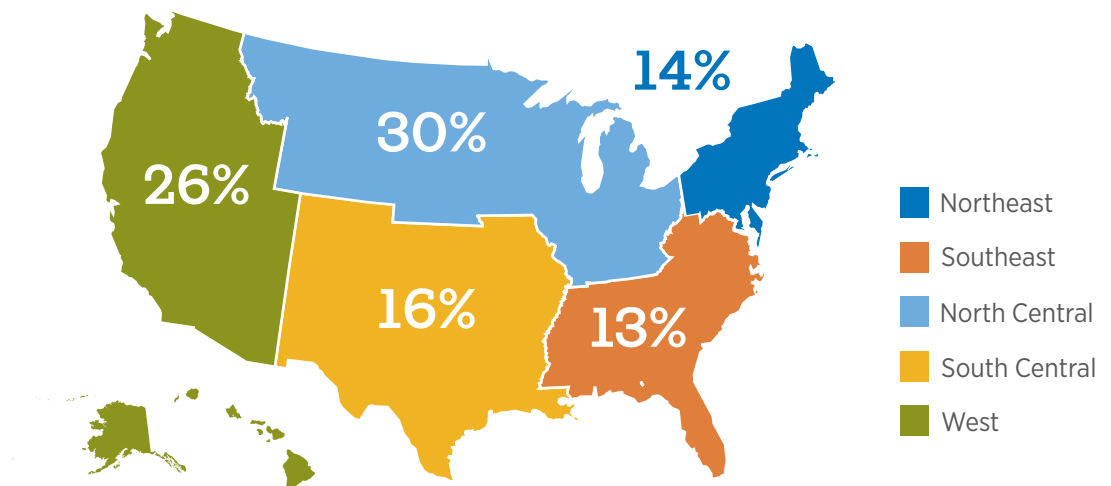 14%
30%
26%
16%
13%
Northeast
Southeast
North Central
South Central
West